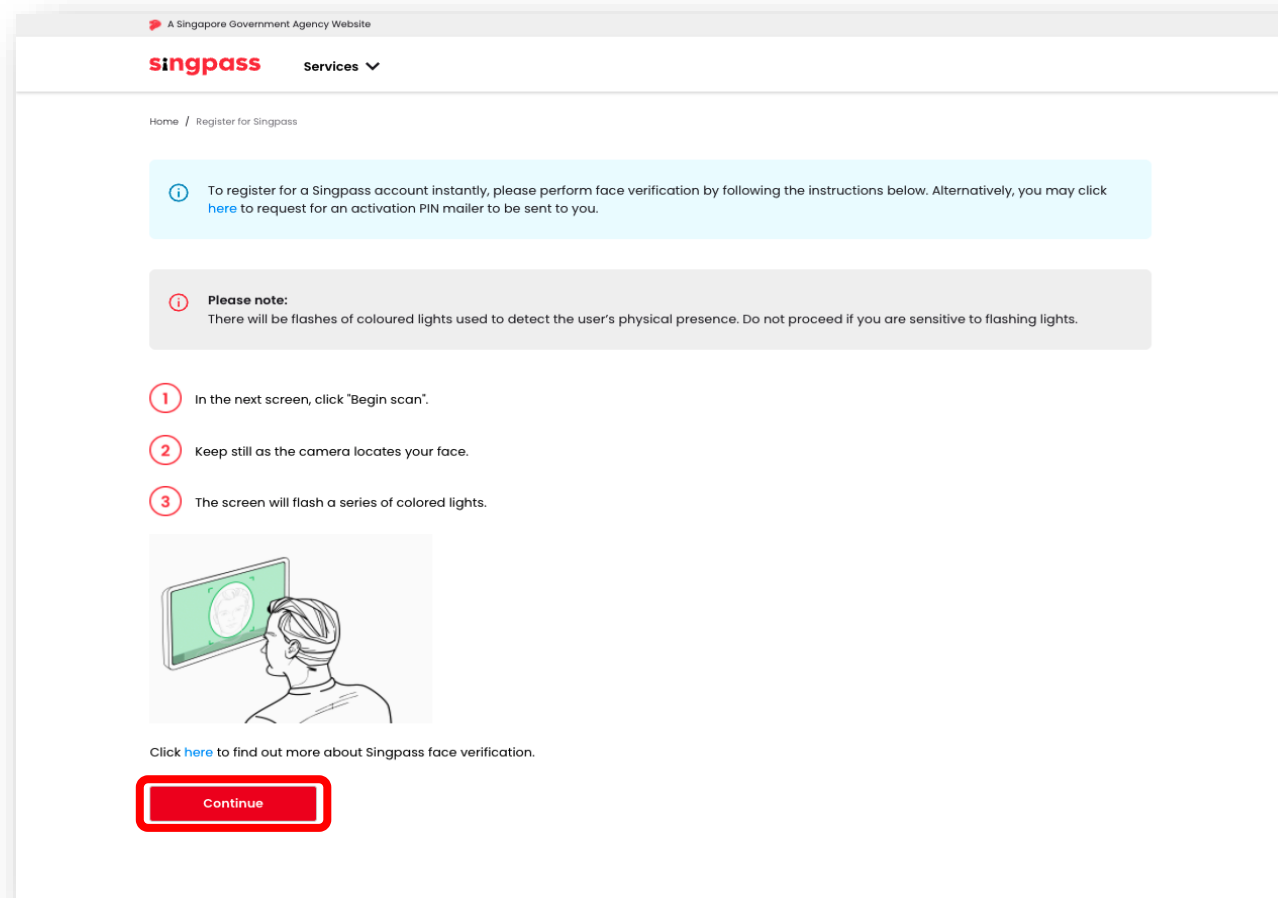 A Singapore Government Agency Website
singpass
Services
Home / Register for Singpass
To register for a Singpass account instantly, please perform face verification by following the instructions below. Alternatively, you may click
here to request for an activation PIN mailer to be sent to you.
Please note:
There will be flashes of coloured lights used to detect the user's physical presence. Do not proceed if you are sensitive to flashing lights.
1 In the next screen, click "Begin scan".
2 Keep still as the camera locates your face.
3 The screen will flash a series of colored lights.
Click here to find out more about Singpass face verification.
Continue